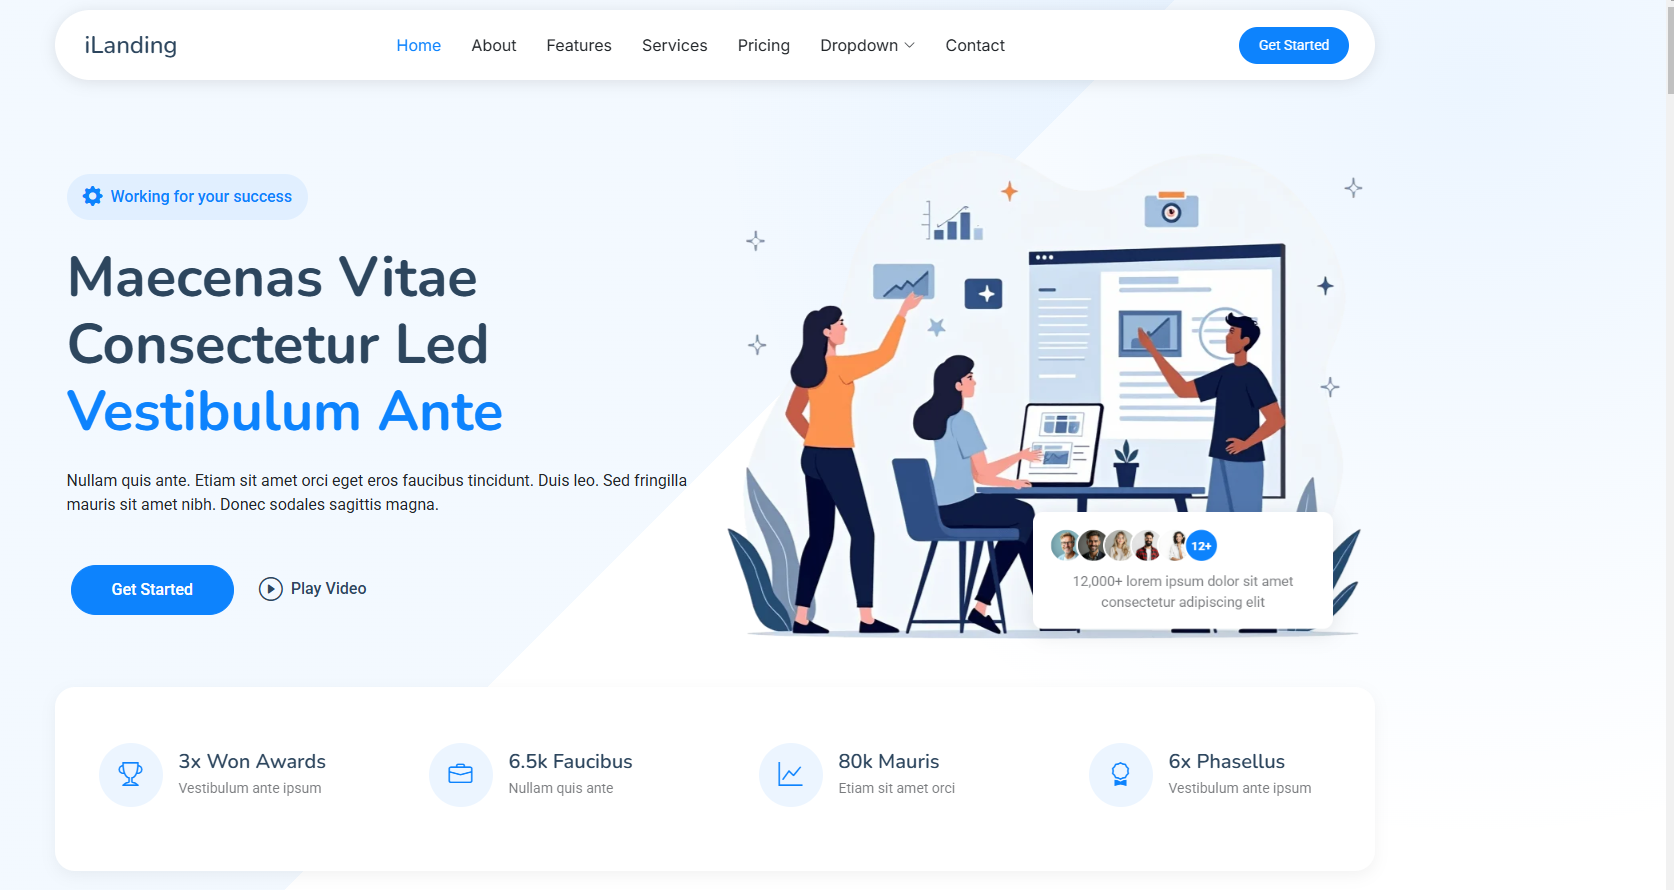 iLanding
Home
About
Features
Services
Pricing
Dropdown
Contact
Get Started
Working for your success
Maecenas Vitae
Consectetur Led
Vestibulum Ante
Nullam quis ante. Etiam sit amet orci eget eros faucibus tincidunt. Duis leo. Sed fringilla
mauris sit amet nibh. Donec sodales sagittis magna.
Get Started
Play Video
12+
12,000+ lorem ipsum dolor sit amet
consectetur adipiscing elit
3x Won Awards
Vestibulum ante ipsum
6.5k Faucibus
Nullam quis ante
80k Mauris
Etiam sit amet orci
6x Phasellus
Vestibulum ante ipsum